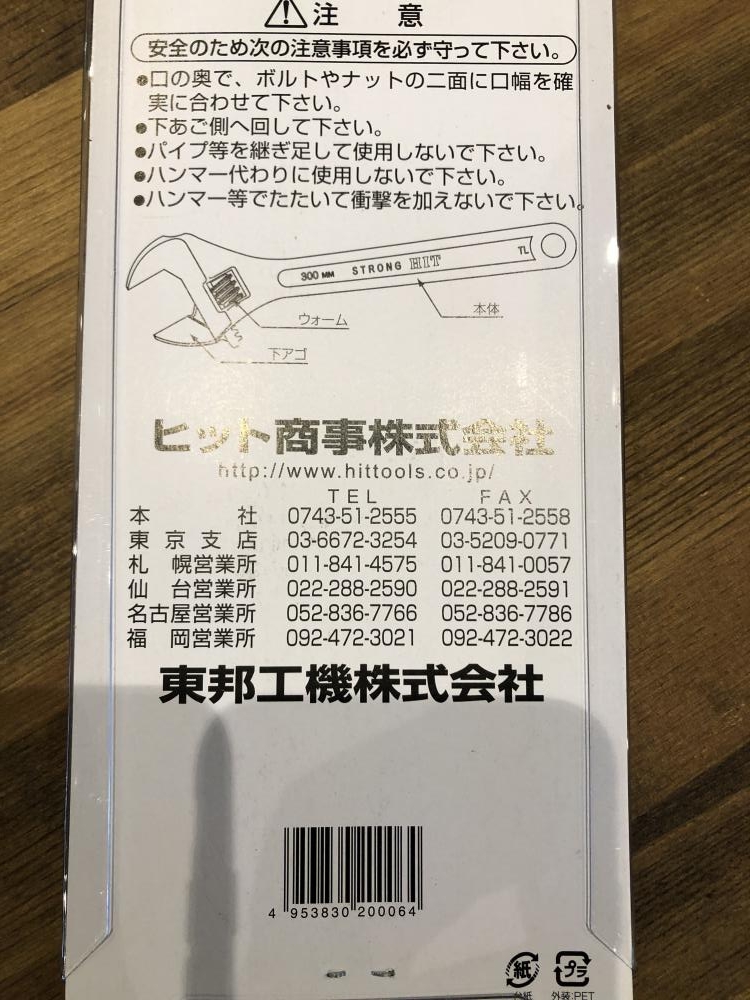 注 意
安全のため次の注意事項を必ず守って下さい。
●口の奥で、ボルトやナットの二面に口幅を確
実に合わせて下さい。
●下あご側へ回して下さい。
●パイプ等を継ぎ足して使用しないで下さい。
●ハンマー代わりに使用しないで下さい。
●ハンマー等でたたいて衝撃を加えないで下さい。
300 MM STRONG HIT TL
ウォーム
本体
下アゴ
ヒット商事株式会社
http://www.hittools.co.jp/
TEL FAX
本 社 0743-51-2555 0743-51-2558
東京支店 03-6672-3254 03-5209-0771
札幌営業所 011-841-4575 011-841-0057
仙台営業所 022-288-2590 022-288-2591
名古屋営業所 052-836-7766 052-836-7786
福岡営業所 092-472-3021 092-472-3022
東邦工機株式会社
4 953830 200064
紙 プラ
台紙 外装:PET